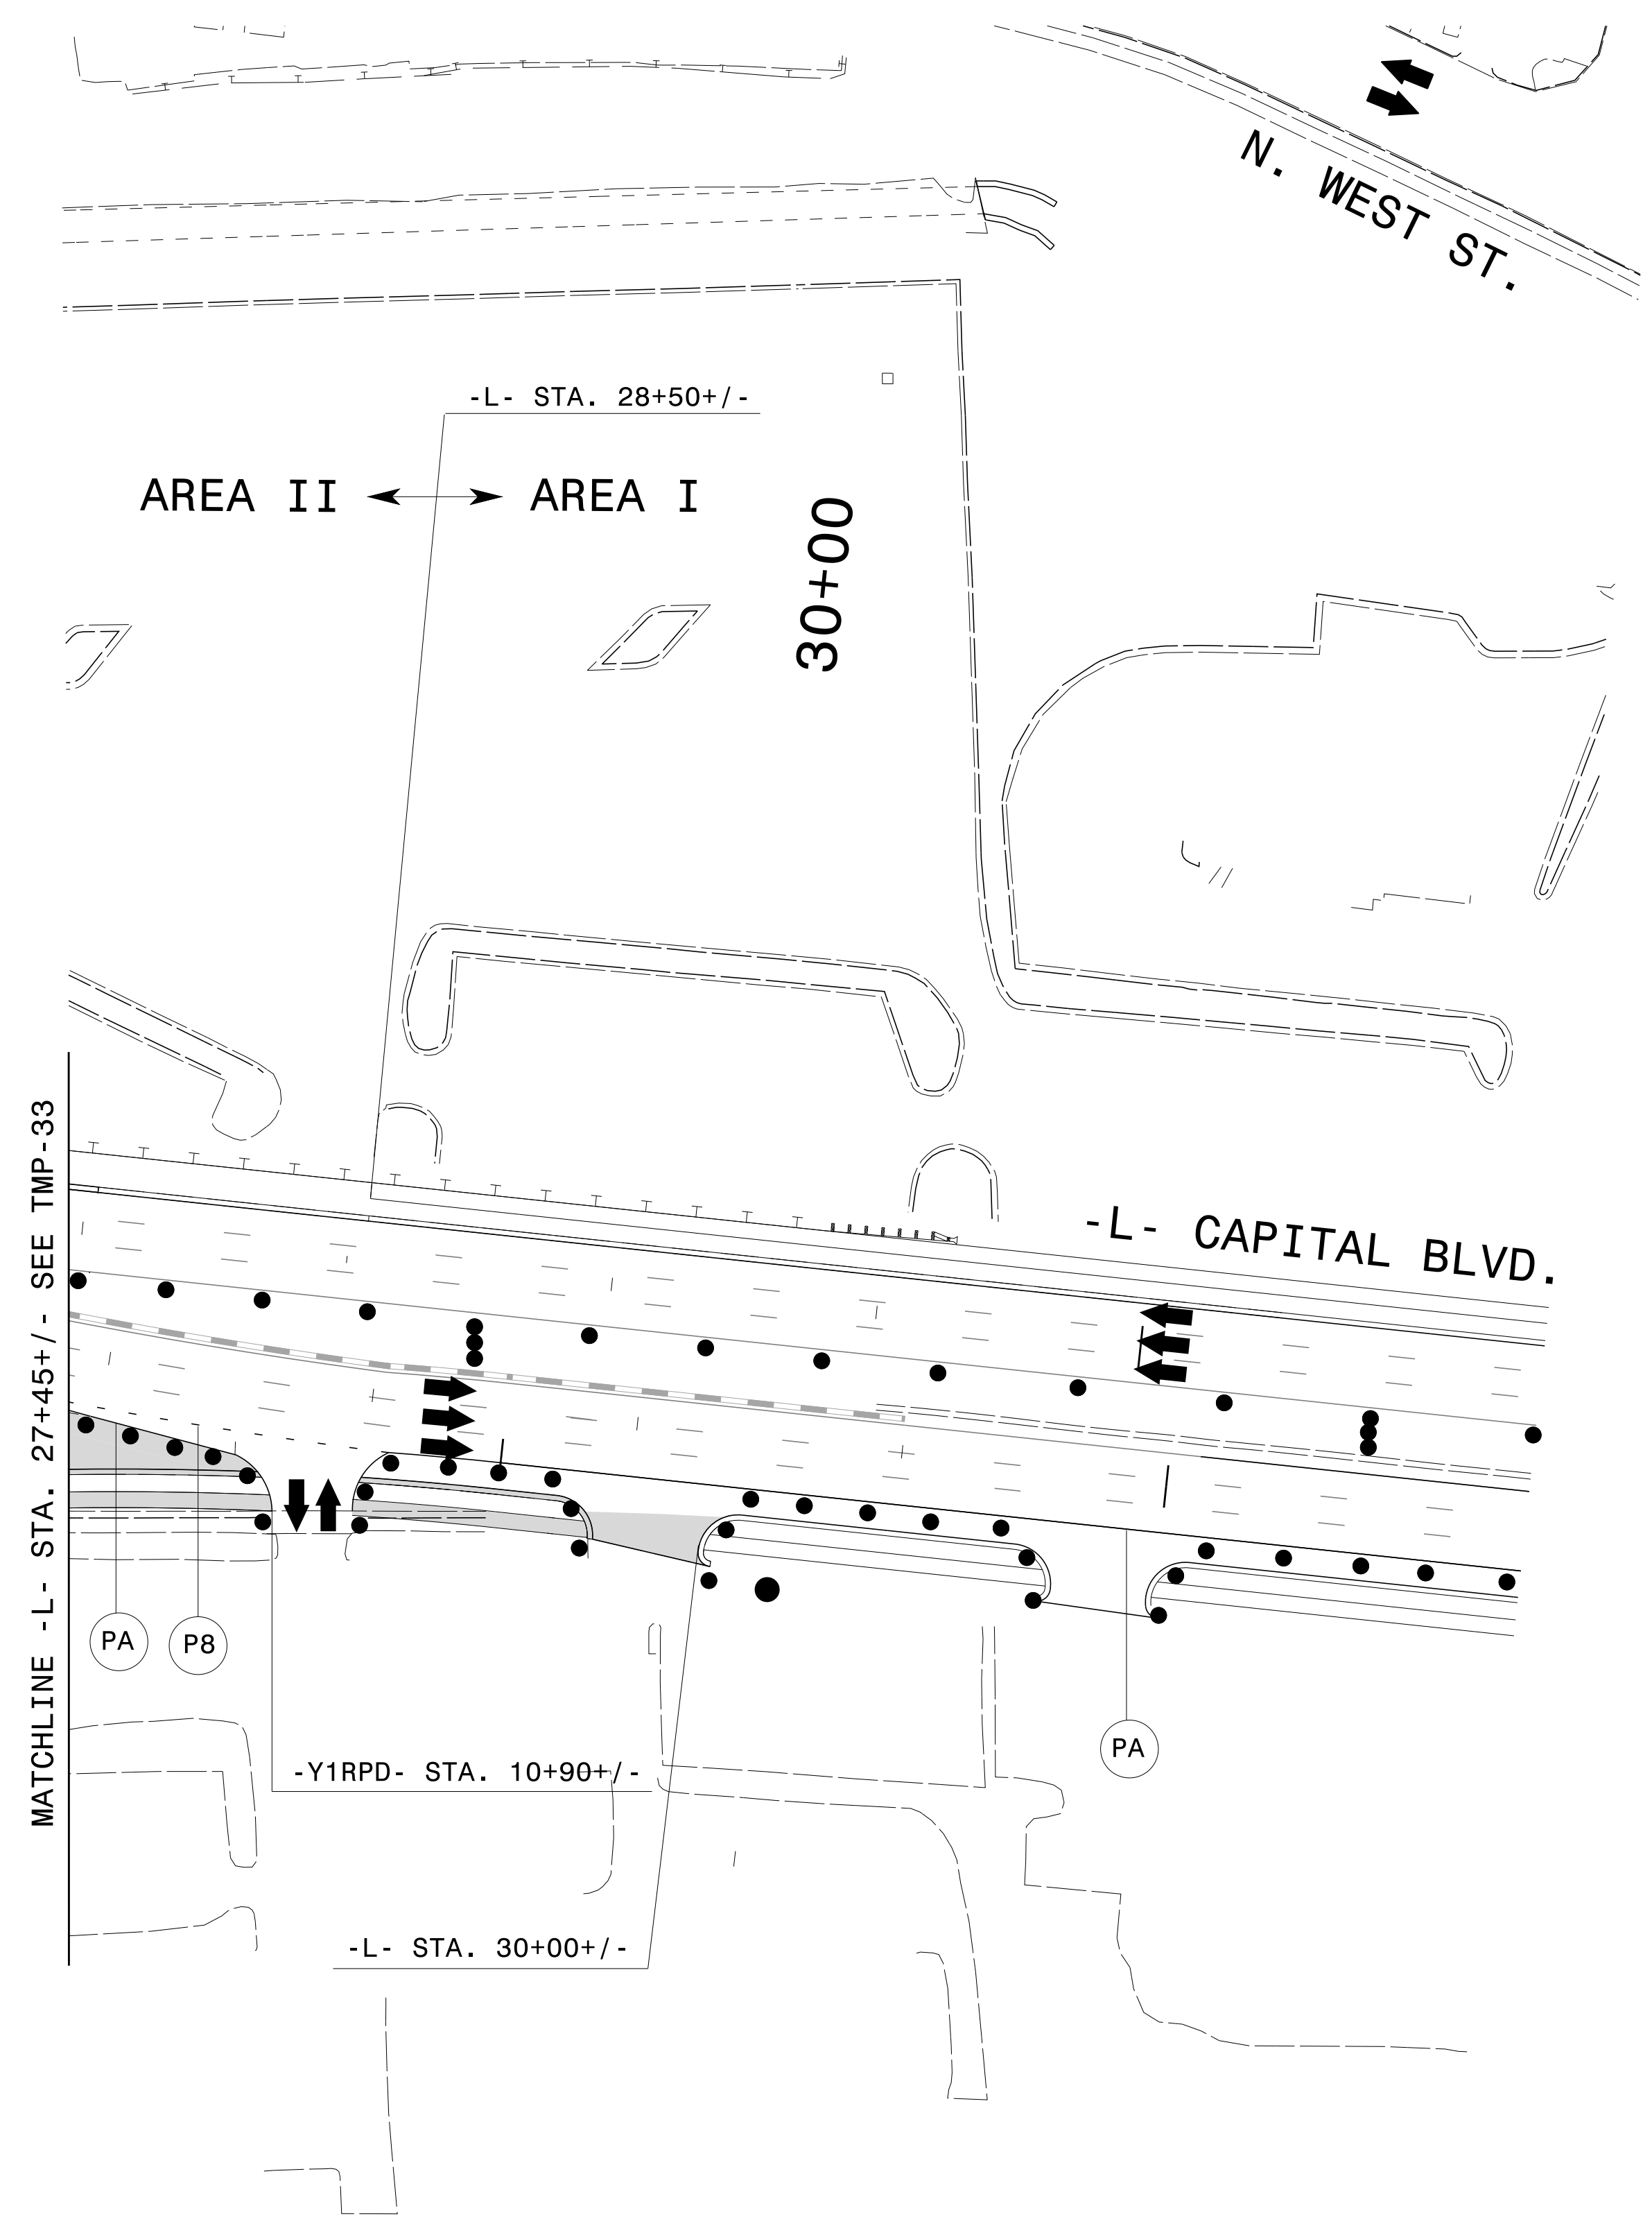 N. WEST ST.
-L- STA. 28+50+/-
AREA II
AREA I
30+00
-L- CAPITAL BLVD.
MATCHLINE -L- STA. 27+45+/- SEE TMP-33
PA
P8
PA
-Y1RPD- STA. 10+90+/-
-L- STA. 30+00+/-